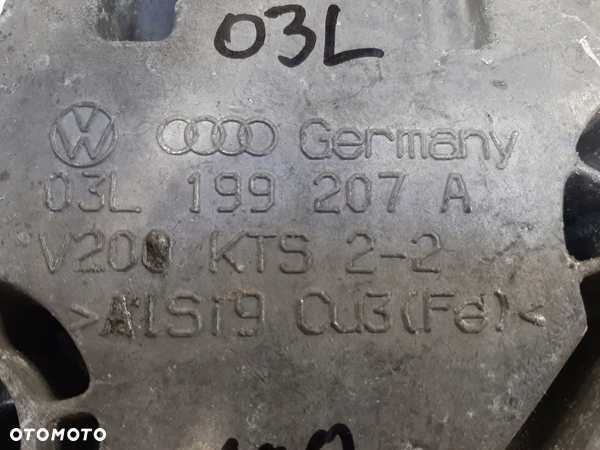 03L
Germany
03L 199 207 A
V200 KTS 2-2
>AlSi9 Cu3(Fe)<
OTOMOTO